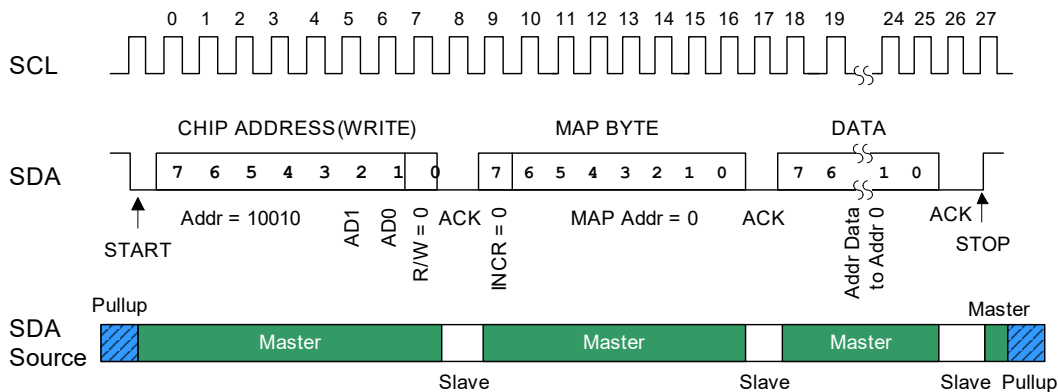 0 1 2 3 4 5 6 7 8 9 10 11 12 13 14 15 16 17 18 19 24 25 26 27
SCL
CHIP ADDRESS (WRITE) MAP BYTE DATA
SDA
7 6 5 4 3 2 1 0 7 6 5 4 3 2 1 0 7 6 1 0
START
Addr = 10010
AD1
AD0
R/W = 0
ACK
INCR = 0
MAP Addr = 0
ACK
Addr Data
to Addr 0
ACK
STOP
Pullup
Master
SDA
Source
Master Master Master
Slave Slave Slave Pullup